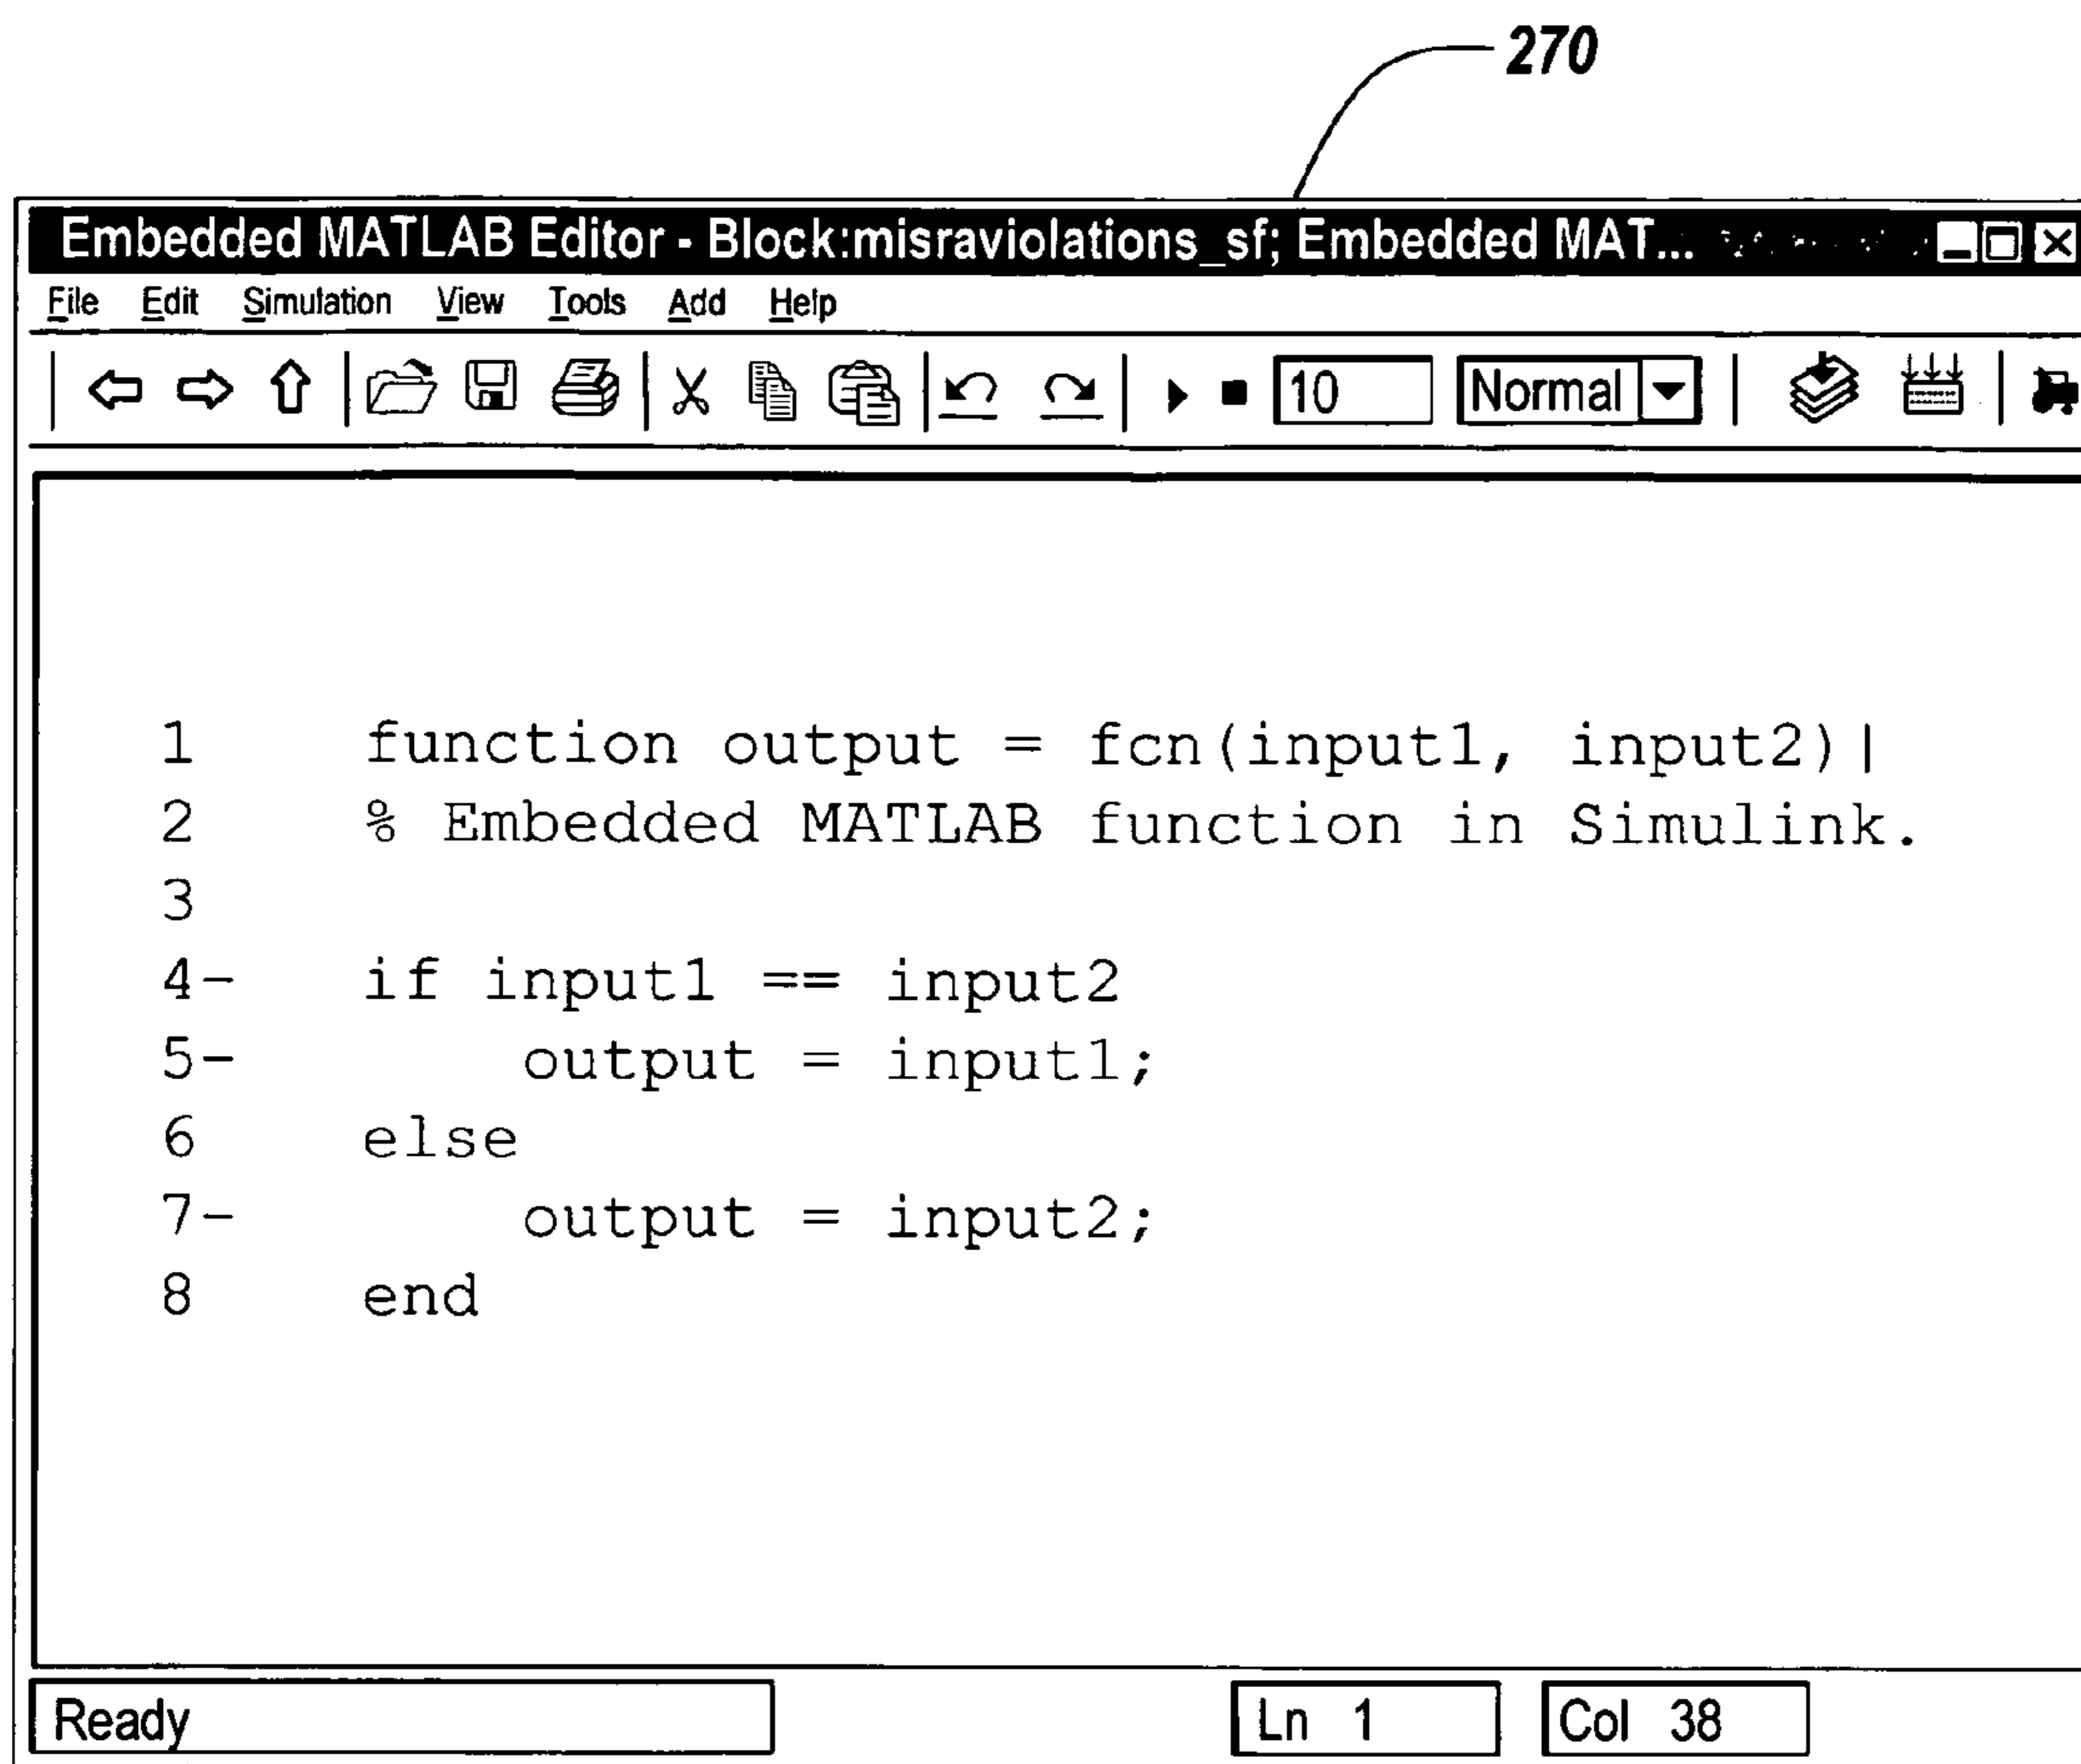 270
Embedded MATLAB Editor - Block:misraviolations_sf; Embedded MAT...
File Edit Simulation View Tools Add Help
10 Normal
1 function output = fcn(input1, input2)|
2 % Embedded MATLAB function in Simulink.
3
4- if input1 == input2
5- output = input1;
6 else
7- output = input2;
8 end
Ready Ln 1 Col 38